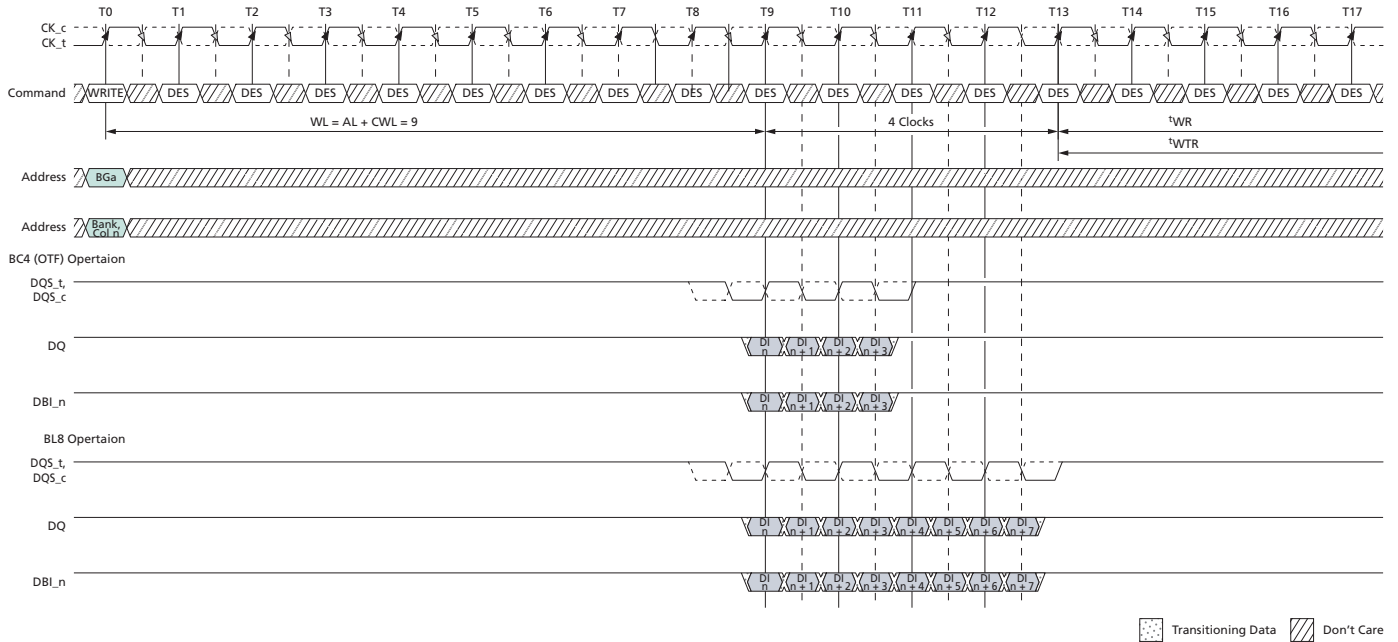 T0 T1 T2 T3 T4 T5 T6 T7 T8 T9 T10 T11 T12 T13 T14 T15 T16 T17
CK_c
CK_t
Command WRITE DES DES DES DES DES DES DES DES DES DES DES DES DES DES DES DES DES
WL = AL + CWL = 9 4 Clocks tWR
tWTR
Address BGa
Address Bank, Col n
BC4 (OTF) Opertaion
DQS_t,
DQS_c
DQ DI n DI n + 1 DI n + 2 DI n + 3
DBI_n DI n DI n + 1 DI n + 2 DI n + 3
BL8 Opertaion
DQS_t,
DQS_c
DQ DI n DI n + 1 DI n + 2 DI n + 3 DI n + 4 DI n + 5 DI n + 6 DI n + 7
DBI_n DI n DI n + 1 DI n + 2 DI n + 3 DI n + 4 DI n + 5 DI n + 6 DI n + 7
Transitioning Data Don't Care